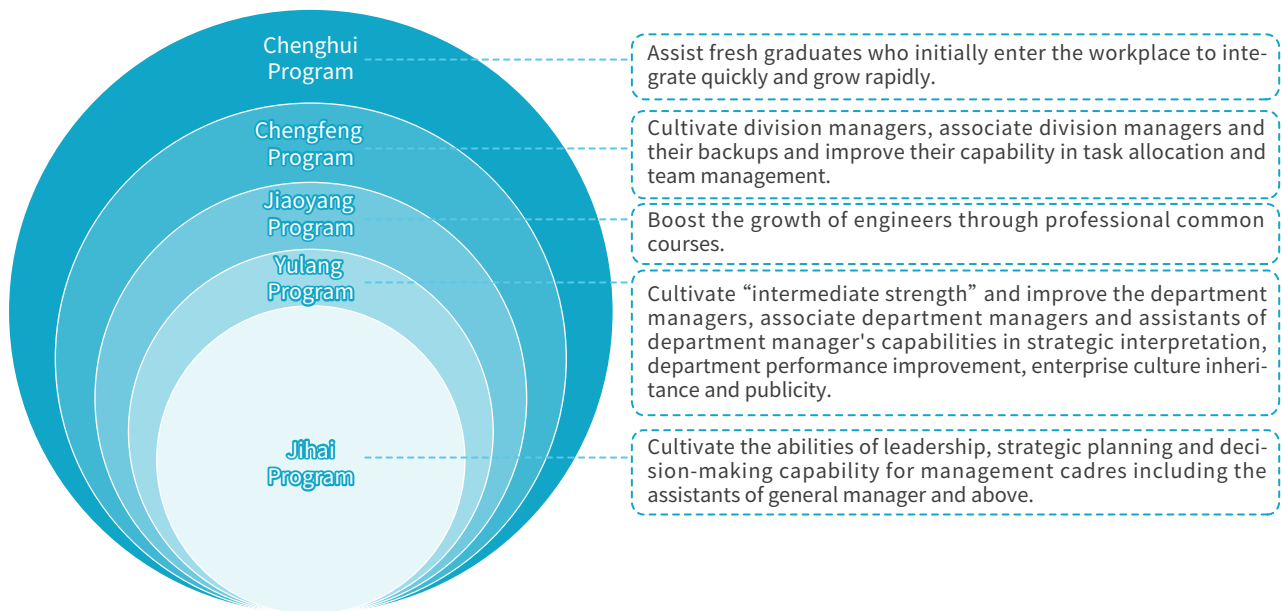 Chenghui
Program
Assist fresh graduates who initially enter the workplace to inte-
grate quickly and grow rapidly.
Chengfeng
Program
Cultivate division managers, associate division managers and
their backups and improve their capability in task allocation and
team management.
Jiaoyang
Program
Boost the growth of engineers through professional common
courses.
Yulang
Program
Cultivate “intermediate strength” and improve the department
managers, associate department managers and assistants of
department manager's capabilities in strategic interpretation,
department performance improvement, enterprise culture inheri-
tance and publicity.
Jihai
Program
Cultivate the abilities of leadership, strategic planning and deci-
sion-making capability for management cadres including the
assistants of general manager and above.